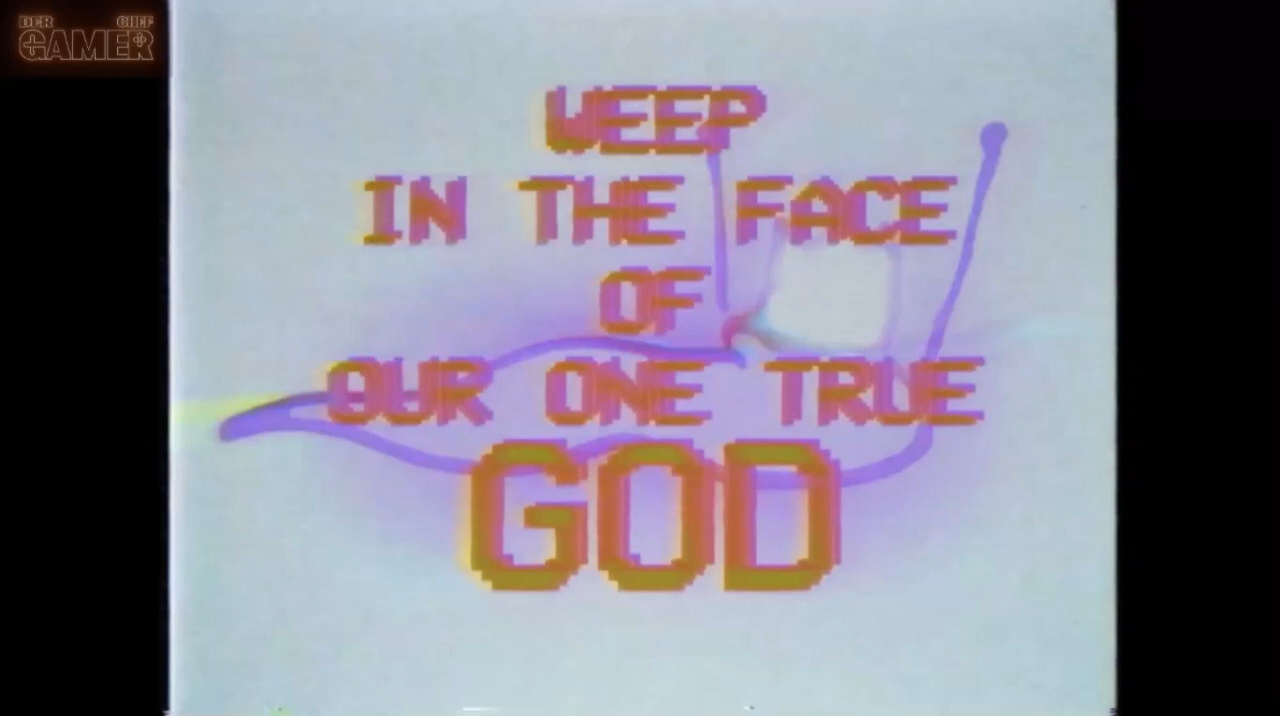 DER CHEF
GAMER
WEEP
IN THE FACE
OF
OUR ONE TRUE
GOD